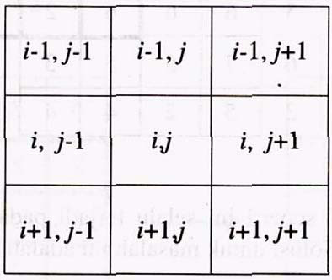 i-1, j-1 i-1, j i-1, j+1
i, j-1 i,j i, j+1
i+1, j-1 i+1,j i+1, j+1